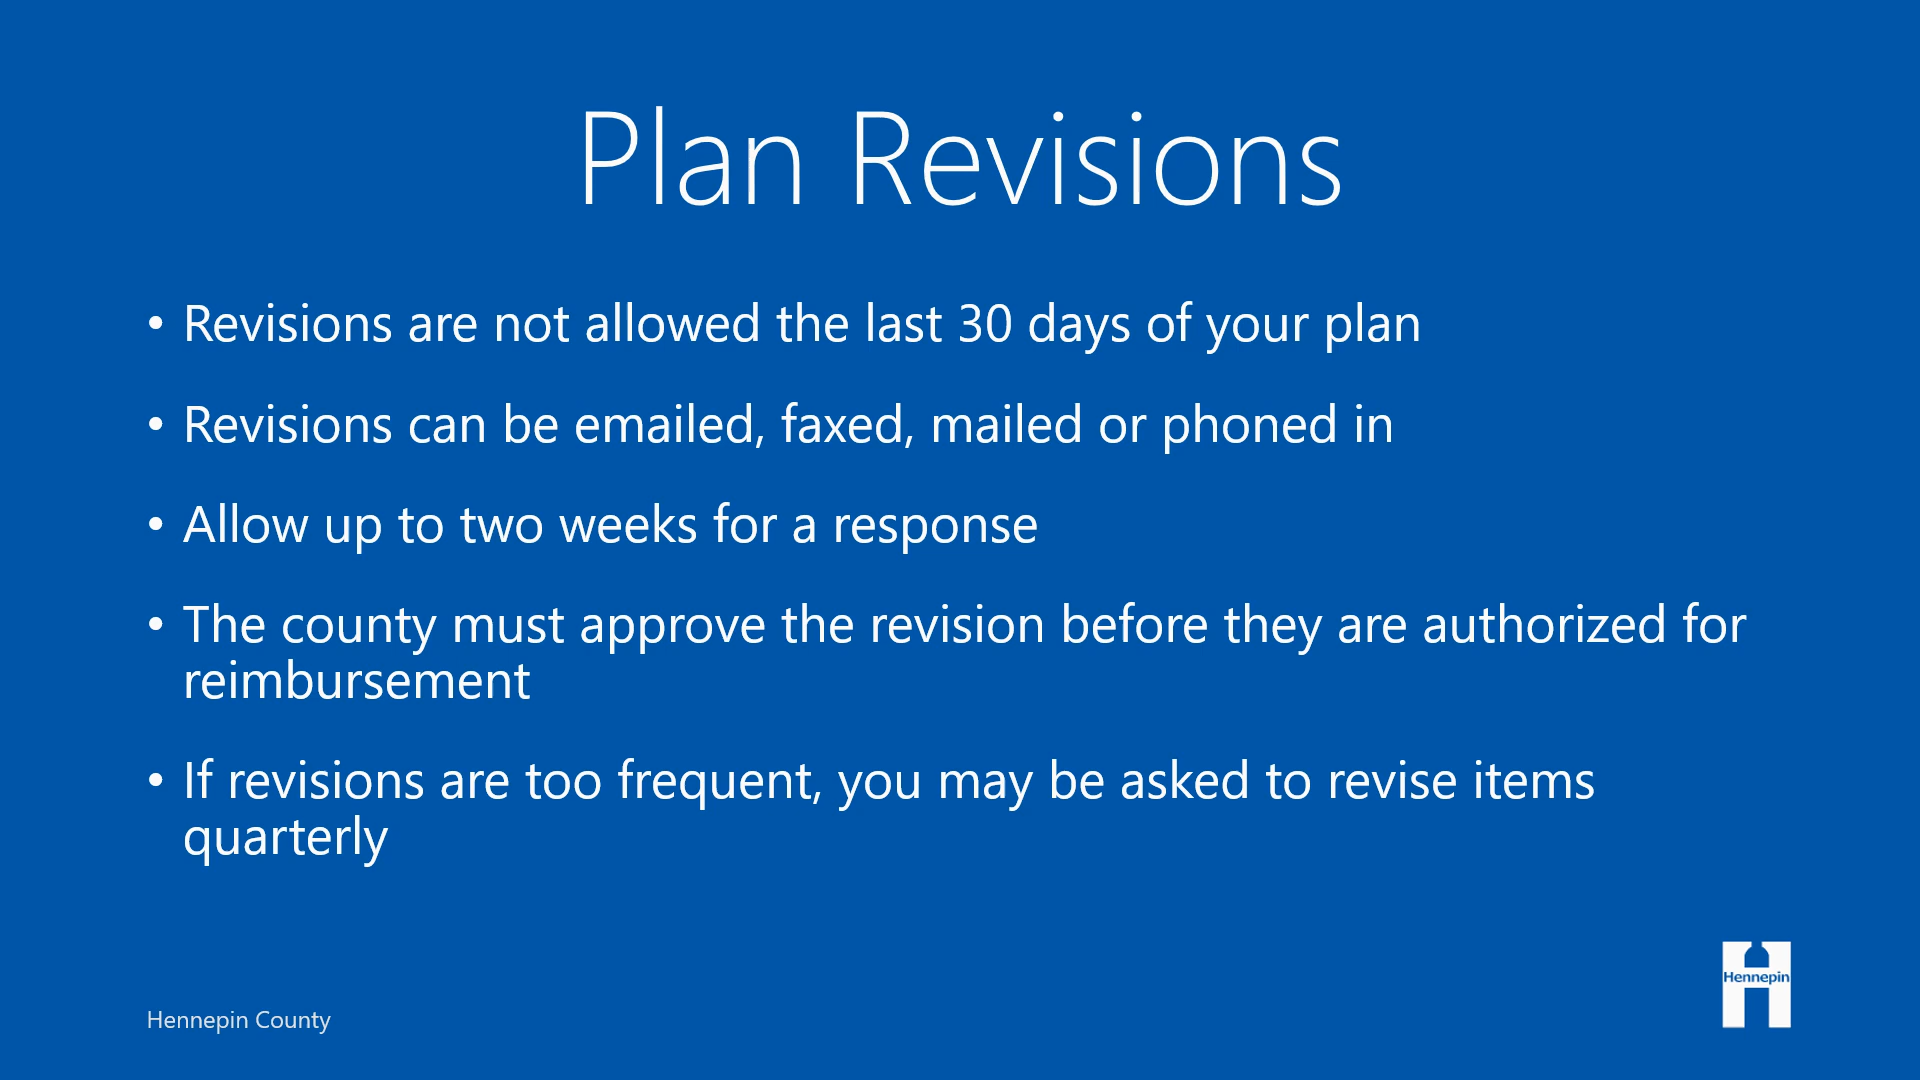 Plan Revisions
• Revisions are not allowed the last 30 days of your plan
• Revisions can be emailed, faxed, mailed or phoned in
• Allow up to two weeks for a response
• The county must approve the revision before they are authorized for
reimbursement
• If revisions are too frequent, you may be asked to revise items
quarterly
Hennepin
Hennepin County